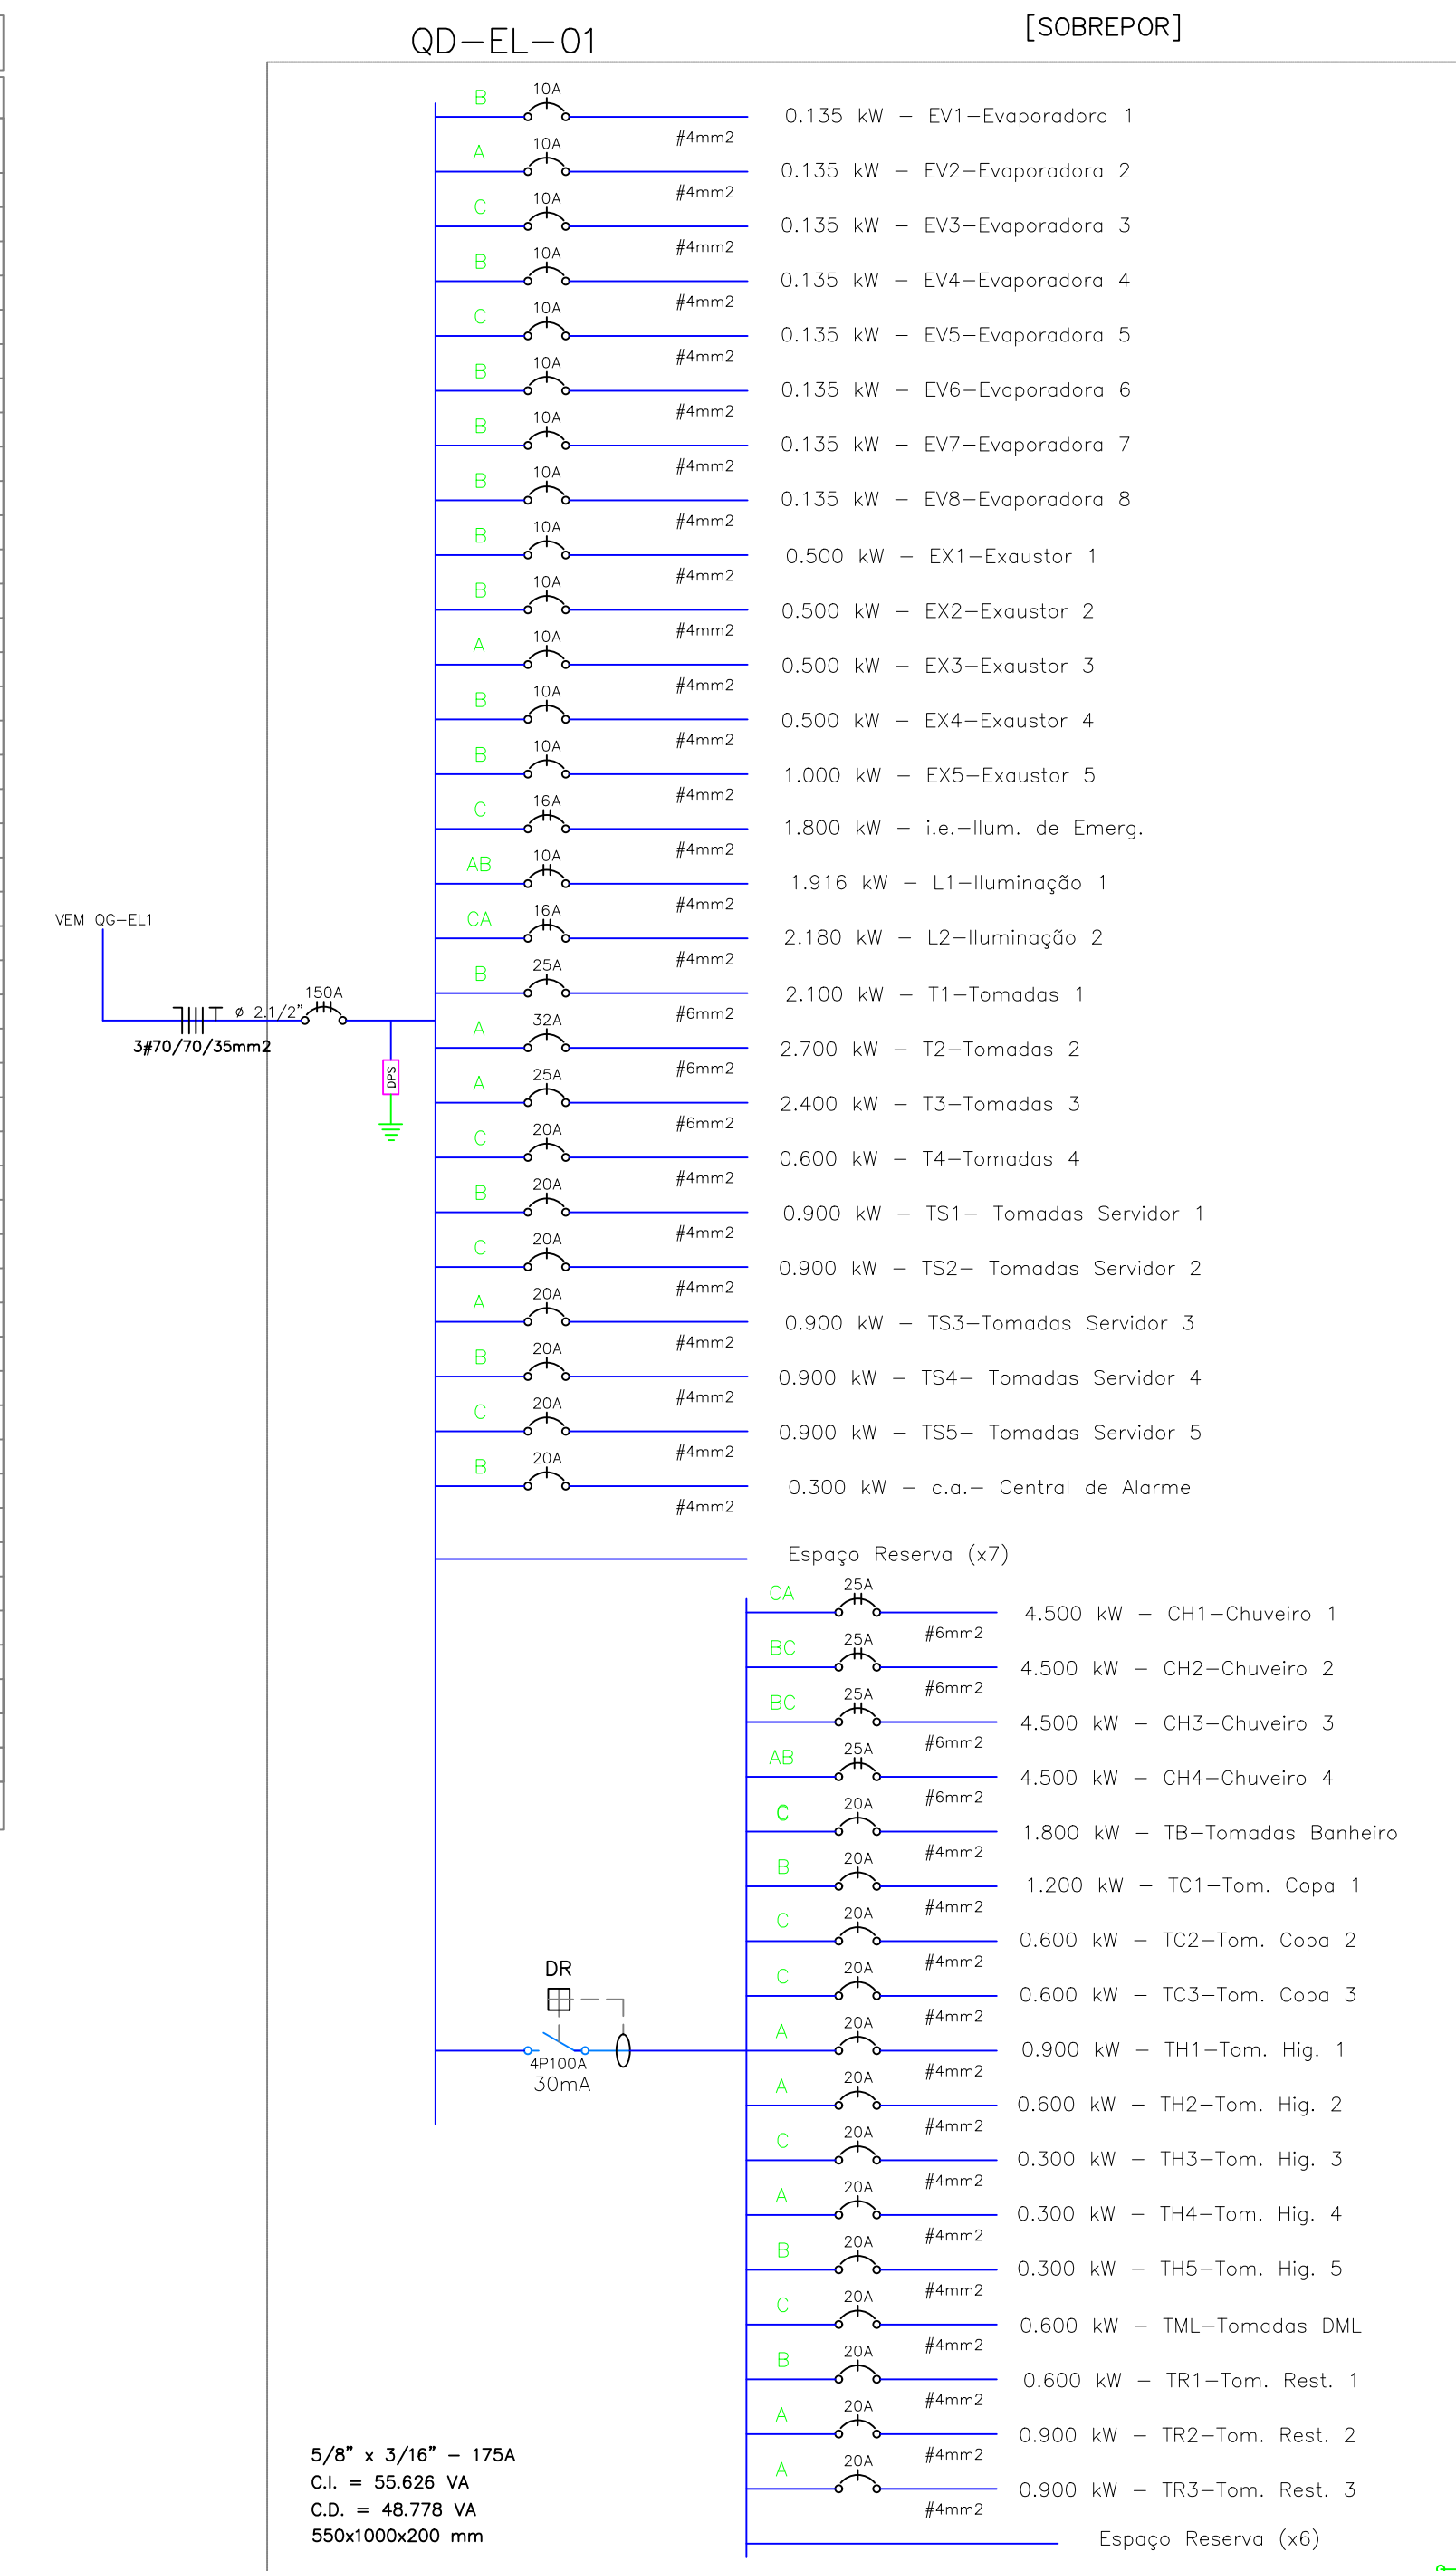 QD-EL-01
[SOBREPOR]
B 10A #4mm2 0.135 kW - EV1-Evaporadora 1
A 10A #4mm2 0.135 kW - EV2-Evaporadora 2
C 10A #4mm2 0.135 kW - EV3-Evaporadora 3
B 10A #4mm2 0.135 kW - EV4-Evaporadora 4
C 10A #4mm2 0.135 kW - EV5-Evaporadora 5
B 10A #4mm2 0.135 kW - EV6-Evaporadora 6
B 10A #4mm2 0.135 kW - EV7-Evaporadora 7
B 10A #4mm2 0.135 kW - EV8-Evaporadora 8
B 10A #4mm2 0.500 kW - EX1-Exaustor 1
B 10A #4mm2 0.500 kW - EX2-Exaustor 2
A 10A #4mm2 0.500 kW - EX3-Exaustor 3
B 10A #4mm2 0.500 kW - EX4-Exaustor 4
B 10A #4mm2 1.000 kW - EX5-Exaustor 5
C 16A #4mm2 1.800 kW - i.e.-Ilum. de Emerg.
AB 10A #4mm2 1.916 kW - L1-Iluminação 1
CA 16A #4mm2 2.180 kW - L2-Iluminação 2
B 25A #6mm2 2.100 kW - T1-Tomadas 1
A 32A #6mm2 2.700 kW - T2-Tomadas 2
A 25A #6mm2 2.400 kW - T3-Tomadas 3
C 20A #4mm2 0.600 kW - T4-Tomadas 4
B 20A #4mm2 0.900 kW - TS1- Tomadas Servidor 1
C 20A #4mm2 0.900 kW - TS2- Tomadas Servidor 2
A 20A #4mm2 0.900 kW - TS3-Tomadas Servidor 3
B 20A #4mm2 0.900 kW - TS4- Tomadas Servidor 4
C 20A #4mm2 0.900 kW - TS5- Tomadas Servidor 5
B 20A #4mm2 0.300 kW - c.a.- Central de Alarme
Espaço Reserva (x7)
VEM QG-EL1
ø 2.1/2" 150A
3#70/70/35mm2
DPS
CA 25A #6mm2 4.500 kW - CH1-Chuveiro 1
BC 25A #6mm2 4.500 kW - CH2-Chuveiro 2
BC 25A #6mm2 4.500 kW - CH3-Chuveiro 3
AB 25A #6mm2 4.500 kW - CH4-Chuveiro 4
C 20A #4mm2 1.800 kW - TB-Tomadas Banheiro
B 20A #4mm2 1.200 kW - TC1-Tom. Copa 1
C 20A #4mm2 0.600 kW - TC2-Tom. Copa 2
C 20A #4mm2 0.600 kW - TC3-Tom. Copa 3
A 20A #4mm2 0.900 kW - TH1-Tom. Hig. 1
A 20A #4mm2 0.600 kW - TH2-Tom. Hig. 2
C 20A #4mm2 0.300 kW - TH3-Tom. Hig. 3
A 20A #4mm2 0.300 kW - TH4-Tom. Hig. 4
B 20A #4mm2 0.300 kW - TH5-Tom. Hig. 5
C 20A #4mm2 0.600 kW - TML-Tomadas DML
B 20A #4mm2 0.600 kW - TR1-Tom. Rest. 1
A 20A #4mm2 0.900 kW - TR2-Tom. Rest. 2
A 20A #4mm2 0.900 kW - TR3-Tom. Rest. 3
Espaço Reserva (x6)
DR
4P100A
30mA
5/8" x 3/16" - 175A
C.I. = 55.626 VA
C.D. = 48.778 VA
550x1000x200 mm